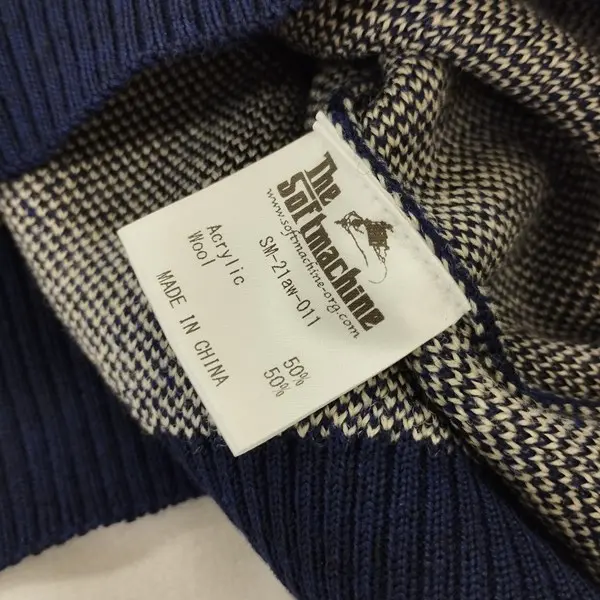 The
Softmachine
www.softmachine-org.com
SM-21aw-011
Acrylic 50%
Wool 50%
MADE IN CHINA